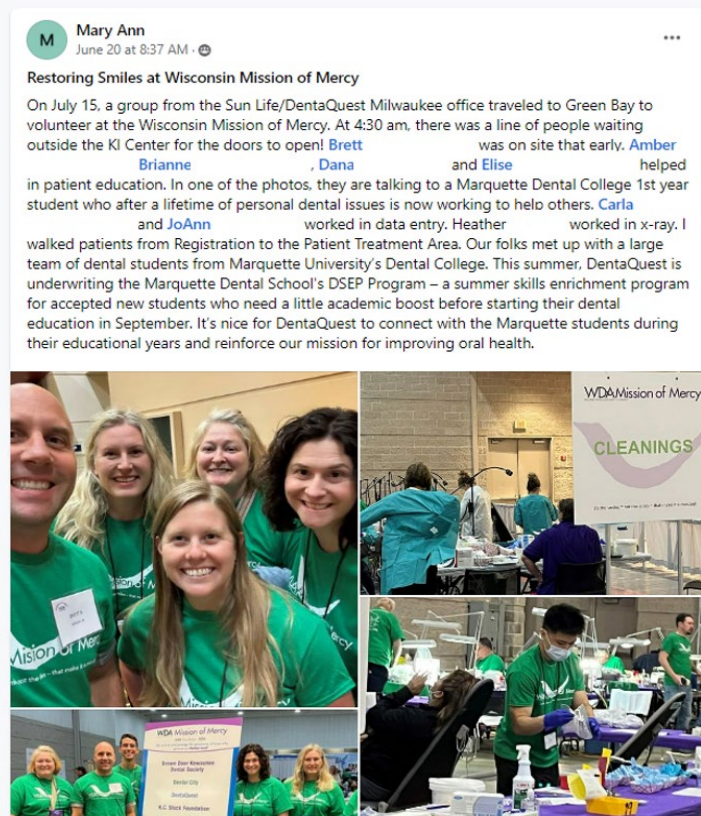 M
Mary Ann
June 20 at 8:37 AM ·
Restoring Smiles at Wisconsin Mission of Mercy
On July 15, a group from the Sun Life/DentaQuest Milwaukee office traveled to Green Bay to
volunteer at the Wisconsin Mission of Mercy. At 4:30 am, there was a line of people waiting
outside the KI Center for the doors to open! Brett was on site that early. Amber
Brianne , Dana and Elise helped
in patient education. In one of the photos, they are talking to a Marquette Dental College 1st year
student who after a lifetime of personal dental issues is now working to help others. Carla
and JoAnn worked in data entry. Heather worked in x-ray. I
walked patients from Registration to the Patient Treatment Area. Our folks met up with a large
team of dental students from Marquette University's Dental College. This summer, DentaQuest is
underwriting the Marquette Dental School's DSEP Program – a summer skills enrichment program
for accepted new students who need a little academic boost before starting their dental
education in September. It's nice for DentaQuest to connect with the Marquette students during
their educational years and reinforce our mission for improving oral health.
WDA Mission of Mercy
CLEANINGS
Mission of Mercy
WDA Mission of Mercy
Brown Door Kewaunee
Dental Society
Dental City
DentaQuest
K.C. Stock Foundation